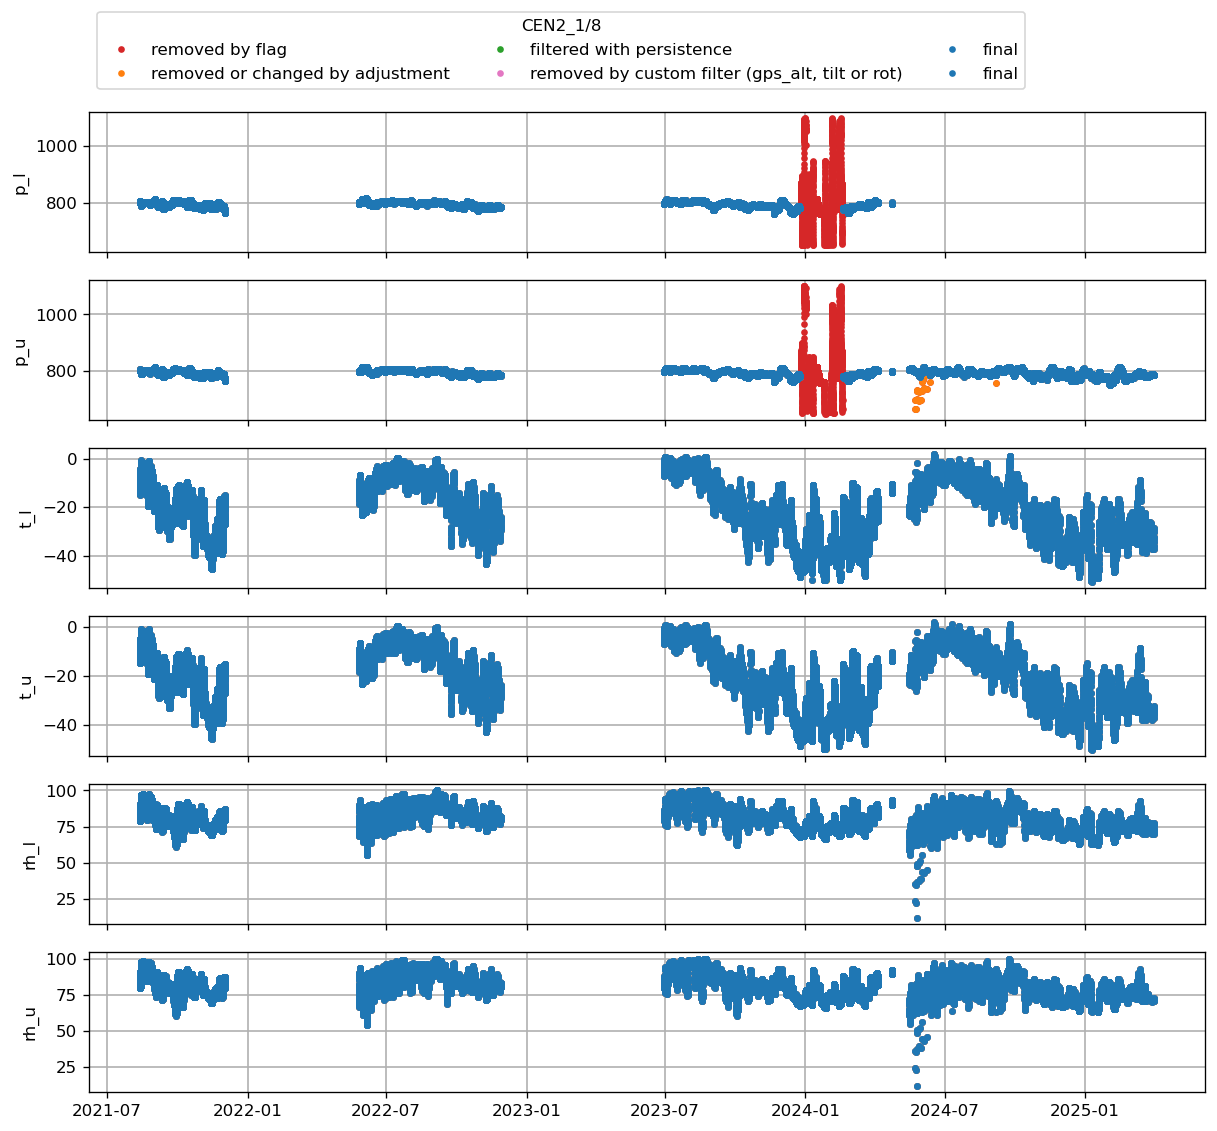 CEN2_1/8
removed by flag
filtered with persistence
final
removed or changed by adjustment
removed by custom filter (gps_alt, tilt or rot)
final
1000
800
p_l
1000
800
p_u
0
−20
−40
t_l
0
−20
−40
t_u
100
75
50
25
rh_l
100
75
50
25
rh_u
2021-07
2022-01
2022-07
2023-01
2023-07
2024-01
2024-07
2025-01